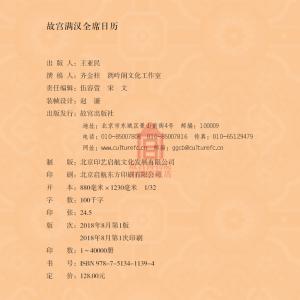 故宫满汉全席日历
出 版 人：王亚民
撰 稿 人：齐金柱 鸿屿阁文化工作室
责任编辑：伍容萱 宋 文
装帧设计：赵 谦
出版发行：故宫出版社
地址：北京市东城区景山前街4号 邮编：100009
电话：010-85007808 010-85007816 传真：010-65129479
网址：www.culturefc.cn 邮箱：ggcb@culturefc.cn
制 版：北京印艺启航文化发展有限公司
印 刷：北京启航东方印刷有限公司
开 本：880毫米×1230毫米 1/32
字 数：100千字
印 张：24.5
版 次：2018年8月第1版
2018年8月第1次印刷
印 数：1~40000册
书 号：ISBN 978-7-5134-1139-4
定 价：128.00元